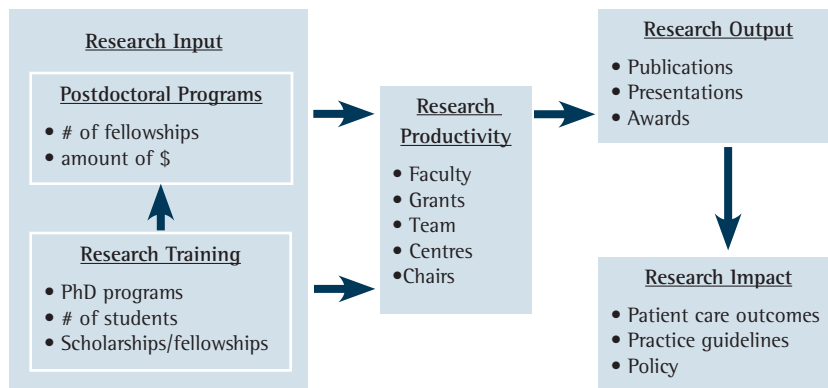 Research Input
Postdoctoral Programs
• # of fellowships
• amount of $
Research Training
• PhD programs
• # of students
• Scholarships/fellowships
Research
Productivity
• Faculty
• Grants
• Team
• Centres
•Chairs
Research Output
• Publications
• Presentations
• Awards
Research Impact
• Patient care outcomes
• Practice guidelines
• Policy